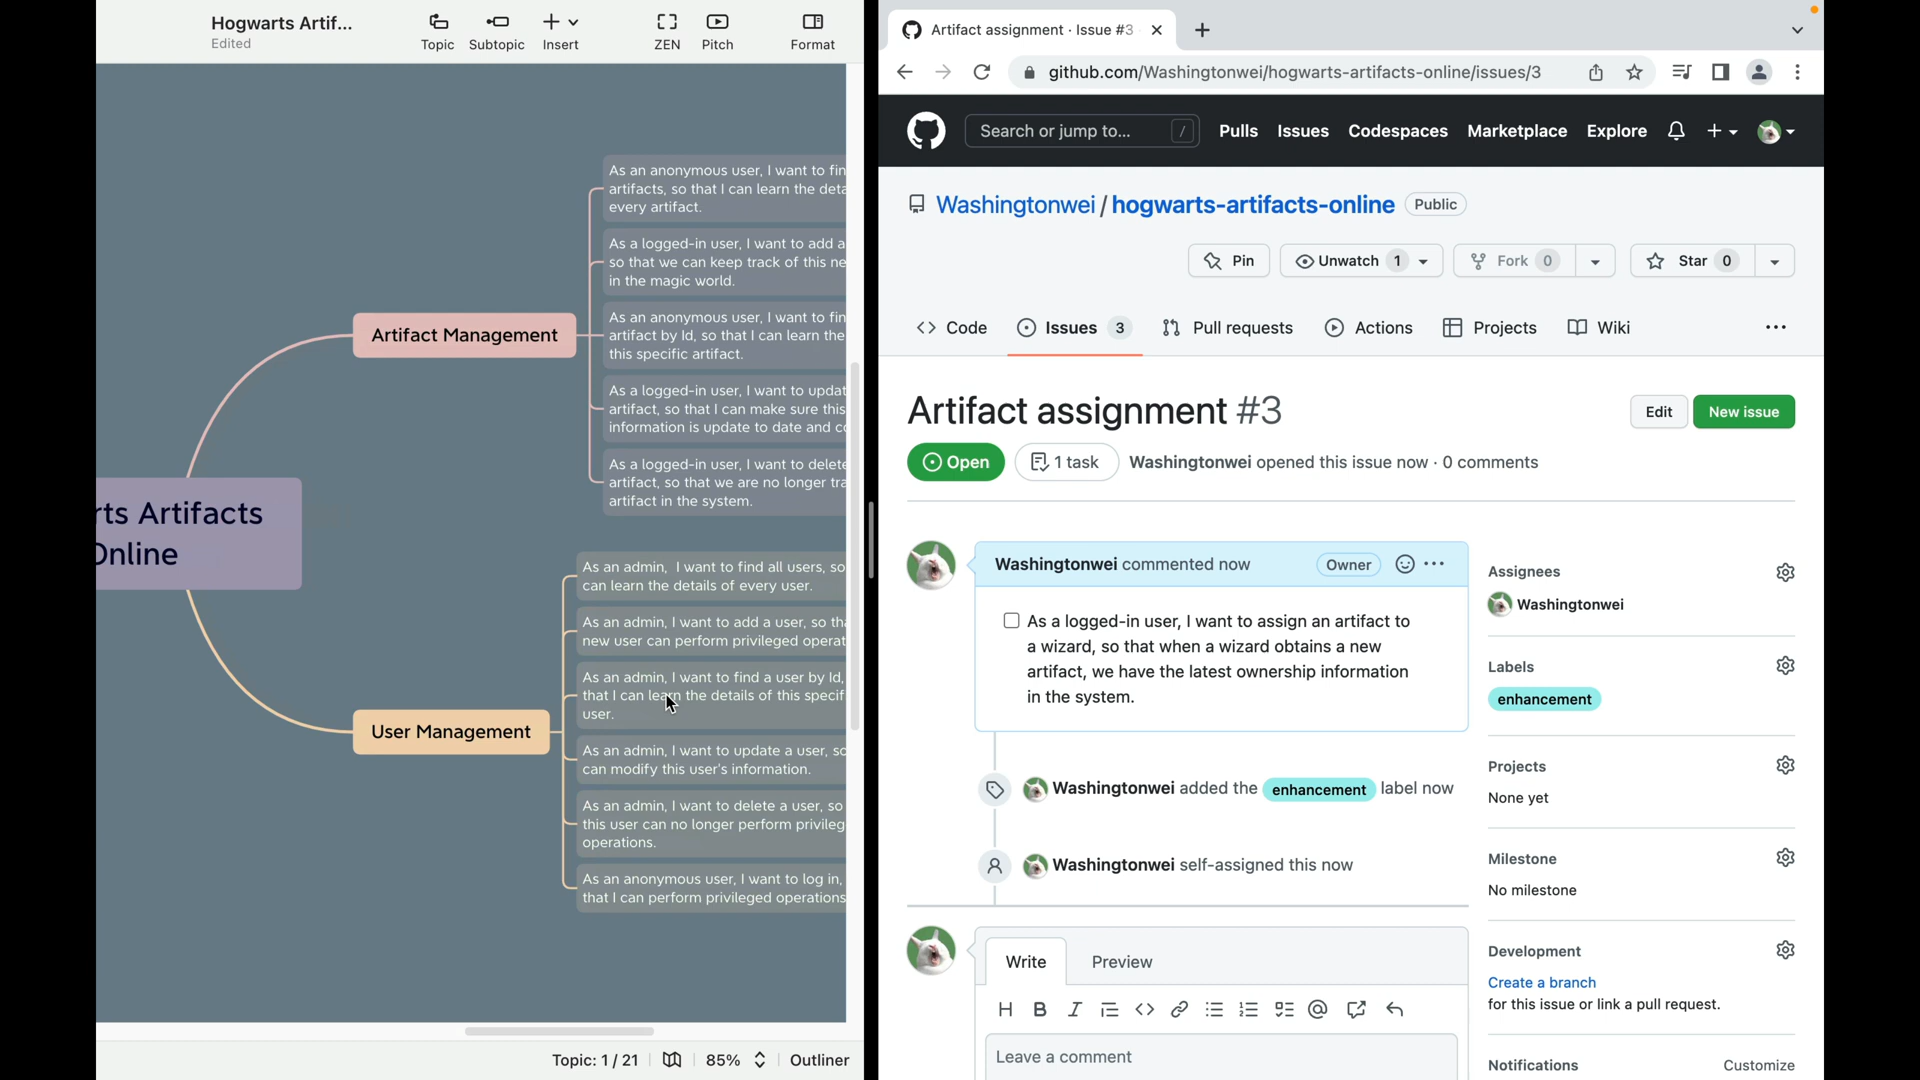 Hogwarts Artif...
Edited
Topic
Subtopic
Insert
ZEN
Pitch
Format
Artifact Management
As an anonymous user, I want to fin
artifacts, so that I can learn the deta
every artifact.
As a logged-in user, I want to add a
so that we can keep track of this ne
in the magic world.
As an anonymous user, I want to fin
artifact by Id, so that I can learn the
this specific artifact.
As a logged-in user, I want to updat
artifact, so that I can make sure this
information is update to date and co
As a logged-in user, I want to delete
artifact, so that we are no longer tra
artifact in the system.
rts Artifacts
Online
User Management
As an admin, I want to find all users, so
can learn the details of every user.
As an admin, I want to add a user, so tha
new user can perform privileged operat
As an admin, I want to find a user by Id,
that I can learn the details of this specif
user.
As an admin, I want to update a user, so
can modify this user's information.
As an admin, I want to delete a user, so
this user can no longer perform privileg
operations.
As an anonymous user, I want to log in,
that I can perform privileged operations
Topic: 1 / 21
85%
Outliner
Artifact assignment · Issue #3
github.com/Washingtonwei/hogwarts-artifacts-online/issues/3
Search or jump to...
/
Pulls
Issues
Codespaces
Marketplace
Explore
Washingtonwei / hogwarts-artifacts-online
Public
Pin
Unwatch 1
Fork 0
Star 0
Code
Issues 3
Pull requests
Actions
Projects
Wiki
Artifact assignment #3
Edit
New issue
Open
1 task
Washingtonwei opened this issue now · 0 comments
Washingtonwei commented now
Owner
As a logged-in user, I want to assign an artifact to
a wizard, so that when a wizard obtains a new
artifact, we have the latest ownership information
in the system.
Washingtonwei added the enhancement label now
Washingtonwei self-assigned this now
Write
Preview
Leave a comment
Assignees
Washingtonwei
Labels
enhancement
Projects
None yet
Milestone
No milestone
Development
Create a branch
for this issue or link a pull request.
Notifications
Customize